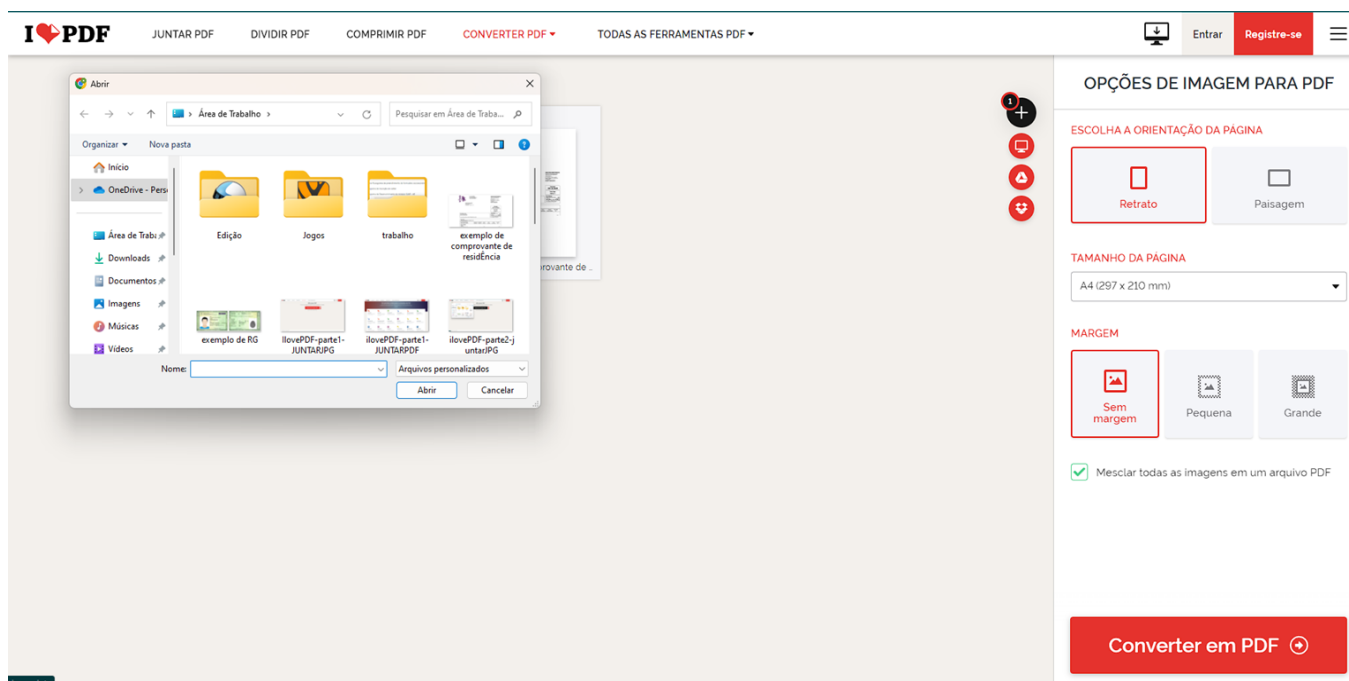 I PDF
JUNTAR PDF
DIVIDIR PDF
COMPRIMIR PDF
CONVERTER PDF
TODAS AS FERRAMENTAS PDF
Entrar
Registre-se
Abrir
Área de Trabalho
Pesquisar em Área de Traba...
Organizar
Nova pasta
Início
OneDrive - Pers
Área de Traba
Downloads
Documentos
Imagens
Músicas
Vídeos
Edição
Jogos
trabalho
exemplo de
comprovante de
residÊncia
exemplo de RG
IlovePDF-parte1-
JUNTARJPG
ilovePDF-parte1-
JUNTARPDF
ilovePDF-parte2-j
untarJPG
Nome:
Arquivos personalizados
Abrir
Cancelar
rovante de ..
1
OPÇÕES DE IMAGEM PARA PDF
ESCOLHA A ORIENTAÇÃO DA PÁGINA
Retrato
Paisagem
TAMANHO DA PÁGINA
A4 (297 x 210 mm)
MARGEM
Sem
margem
Pequena
Grande
Mesclar todas as imagens em um arquivo PDF
Converter em PDF